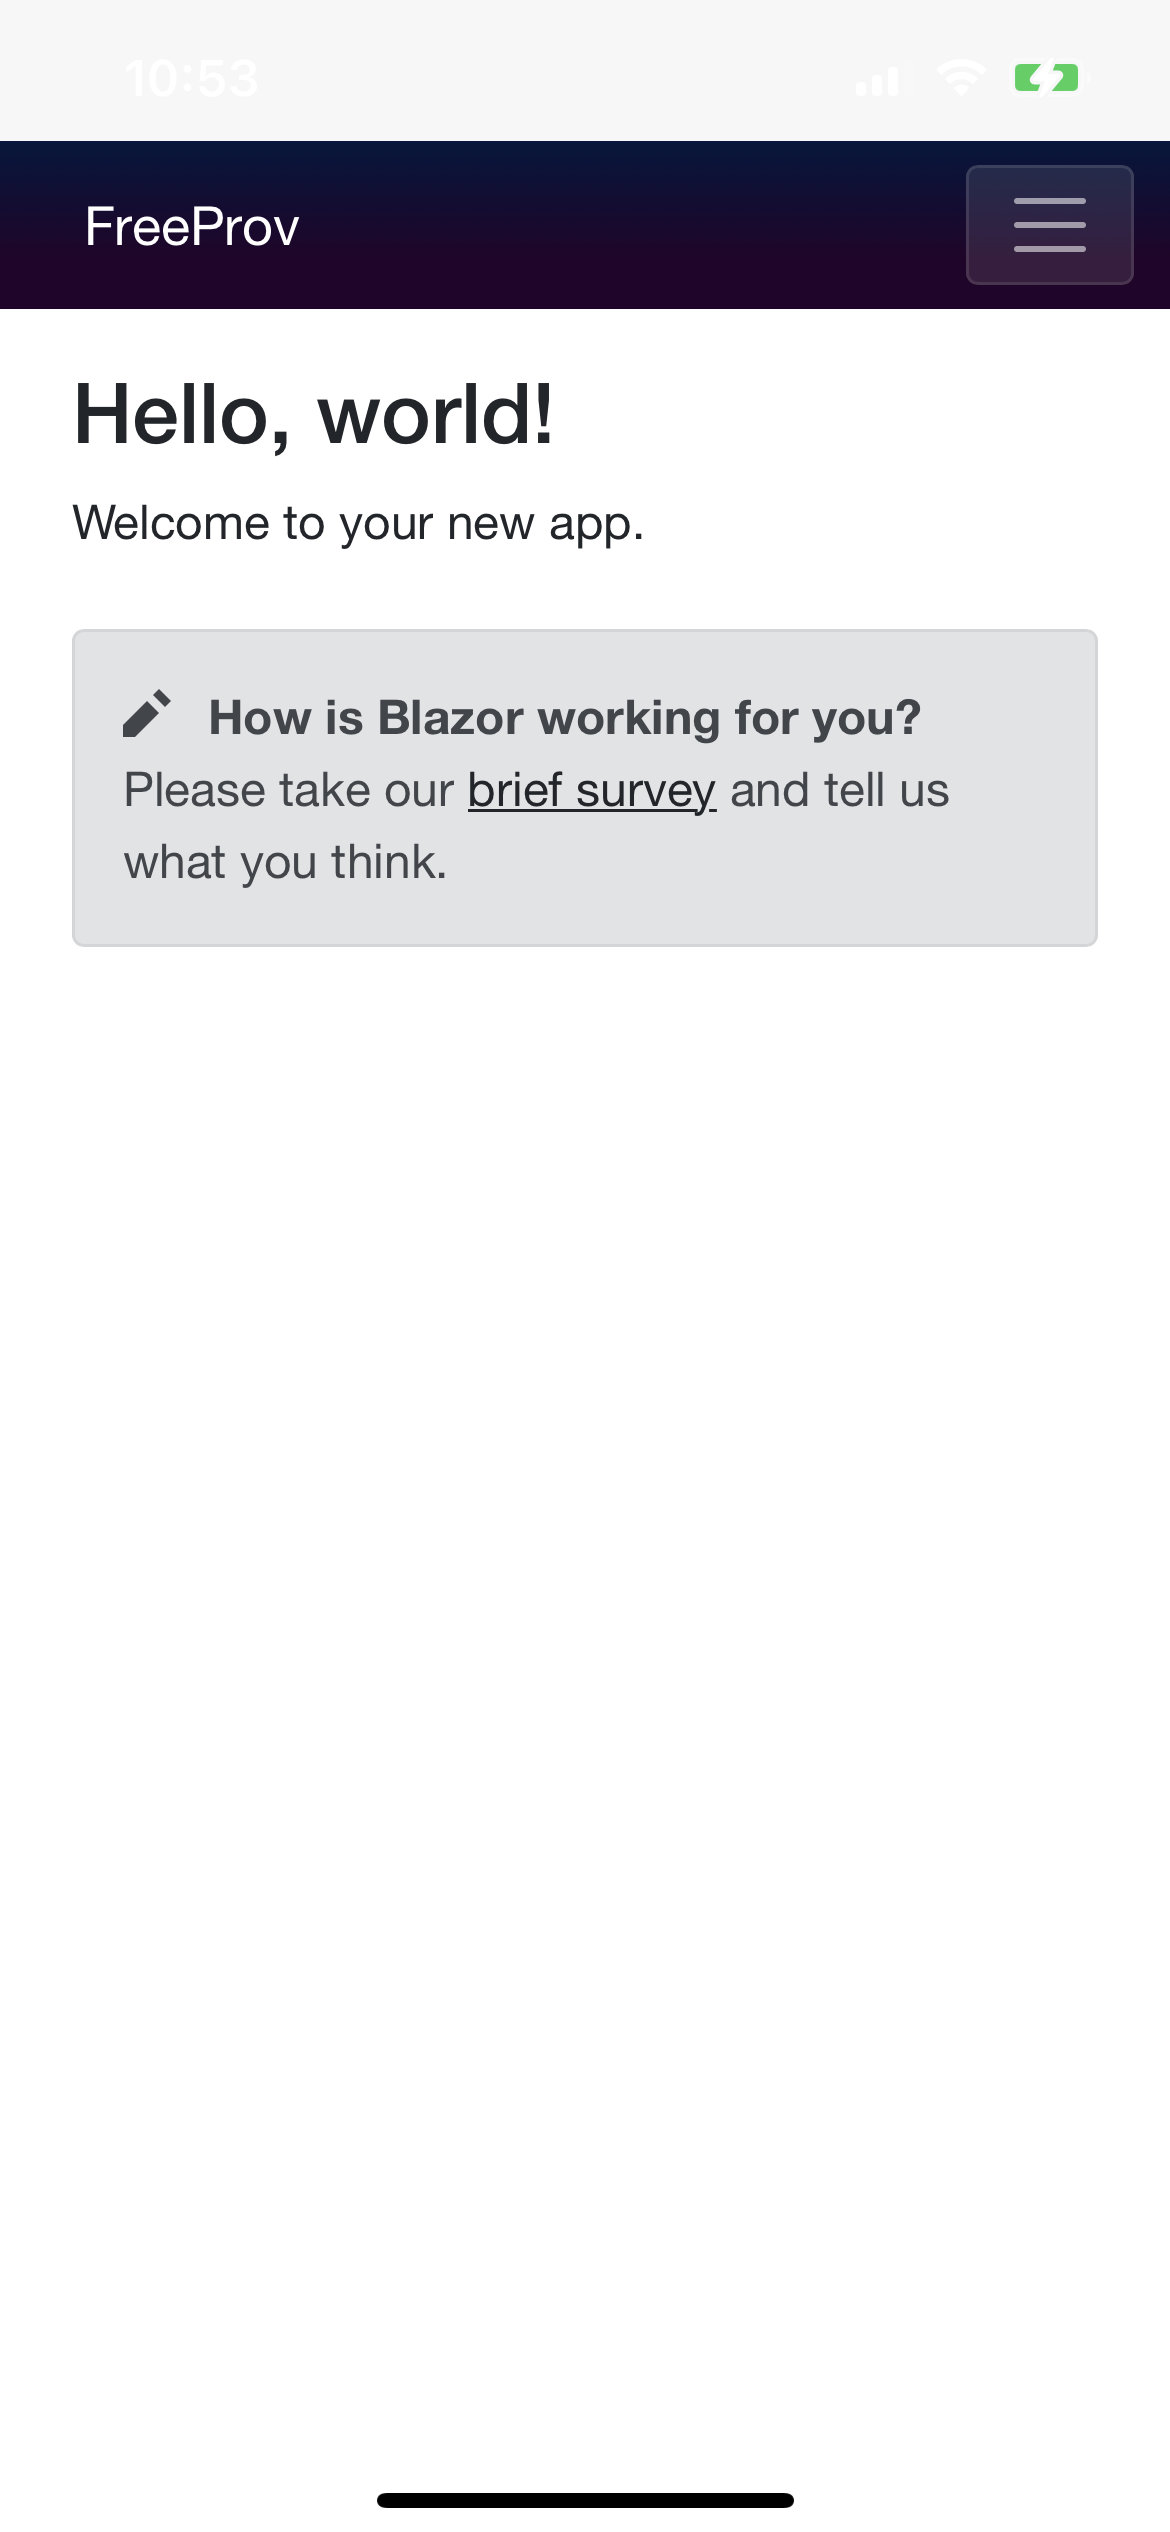 10:53
FreeProv
Hello, world!
Welcome to your new app.
How is Blazor working for you?
Please take our brief survey and tell us
what you think.